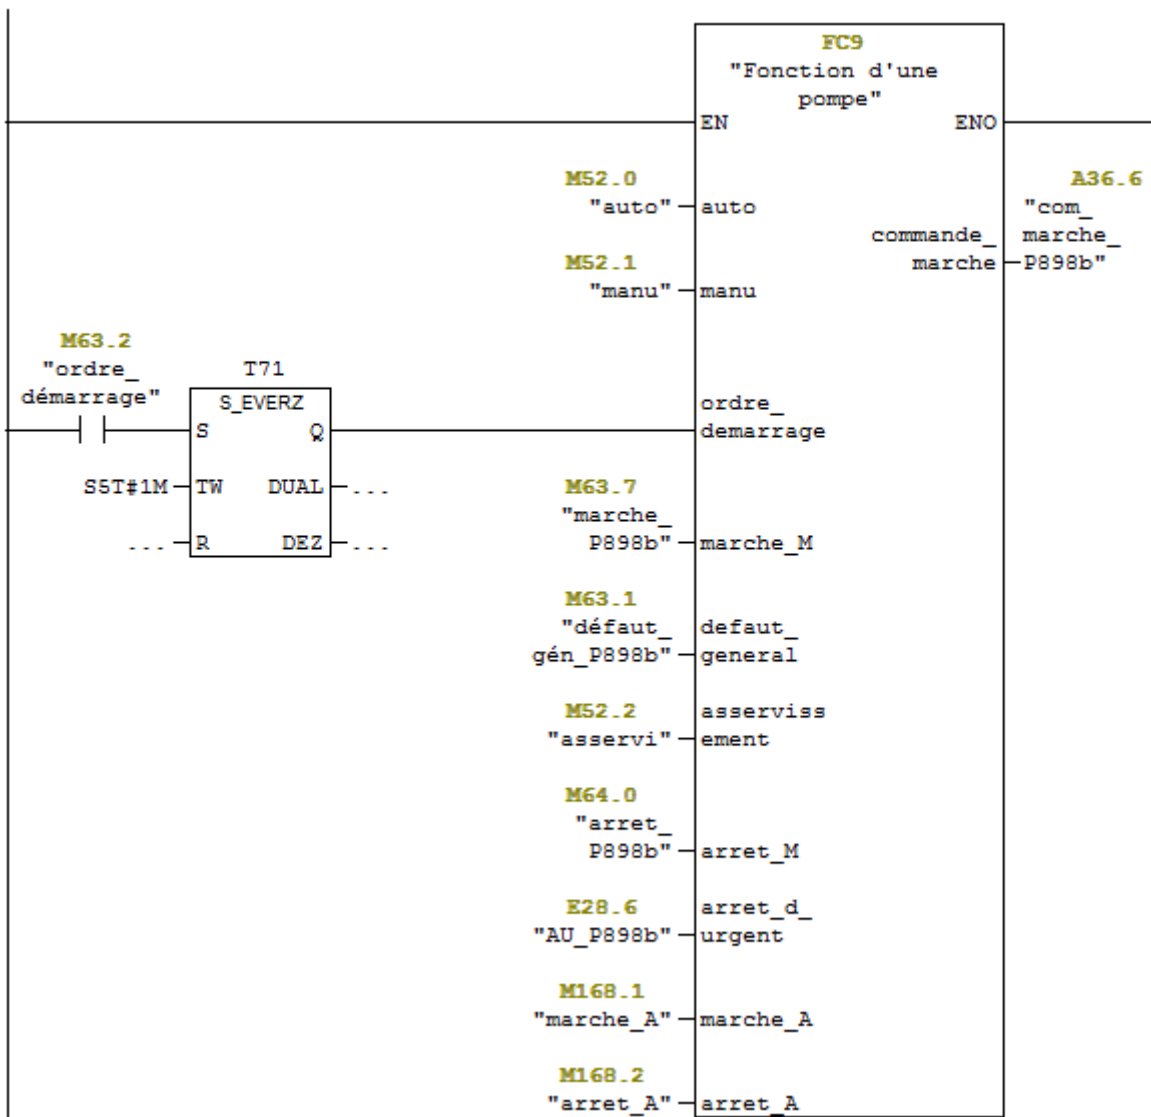 FC9
"Fonction d'une
pompe"
EN ENO
M52.0
"auto" auto
A36.6
"com_
marche_
P898b"
commande_
marche
M52.1
"manu" manu
M63.2
"ordre_
démarrage"
T71
S_EVERZ
S Q
S5T#1M TW DUAL ...
... R DEZ ...
ordre_
demarrage
M63.7
"marche_
P898b" marche_M
M63.1
"défaut_ defaut_
gén_P898b" general
M52.2 asserviss
"asservi" ement
M64.0
"arret_
P898b" arret_M
E28.6 arret_d_
"AU_P898b" urgent
M168.1
"marche_A" marche_A
M168.2
"arret_A" arret_A